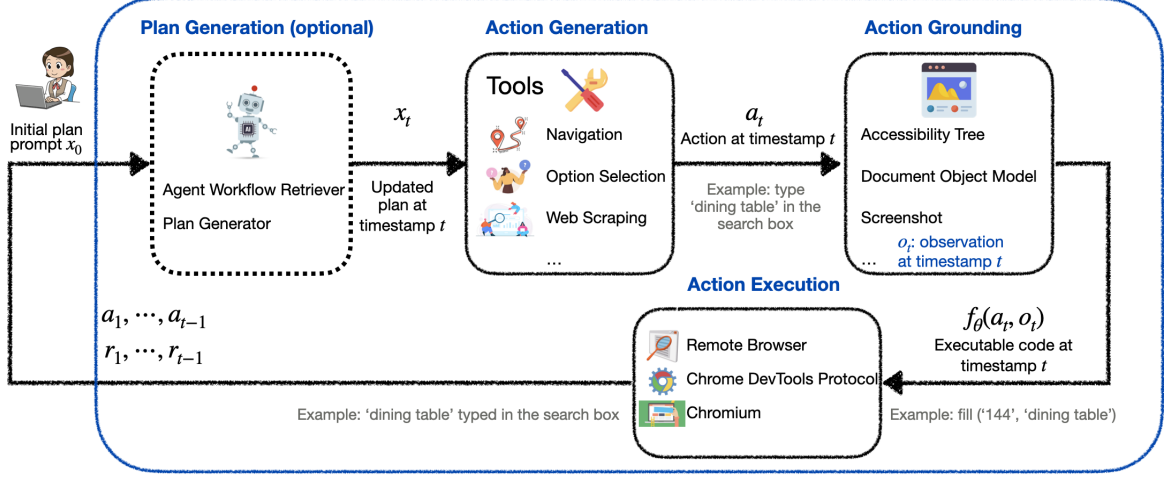 Plan Generation (optional)
Action Generation
Action Grounding
Initial plan
prompt x₀
AI
Agent Workflow Retriever
Plan Generator
xₜ
Updated
plan at
timestamp t
Tools
Navigation
Option Selection
Web Scraping
...
aₜ
Action at timestamp t
Example: type
‘dining table’ in the
search box
Accessibility Tree
Document Object Model
Screenshot
oₜ: observation
... at timestamp t
Action Execution
a₁, ⋯, aₜ₋₁
r₁, ⋯, rₜ₋₁
Remote Browser
Chrome DevTools Protocol
Chromium
fθ(aₜ, oₜ)
Executable code at
timestamp t
Example: ‘dining table’ typed in the search box
Example: fill (‘144’, ‘dining table’)